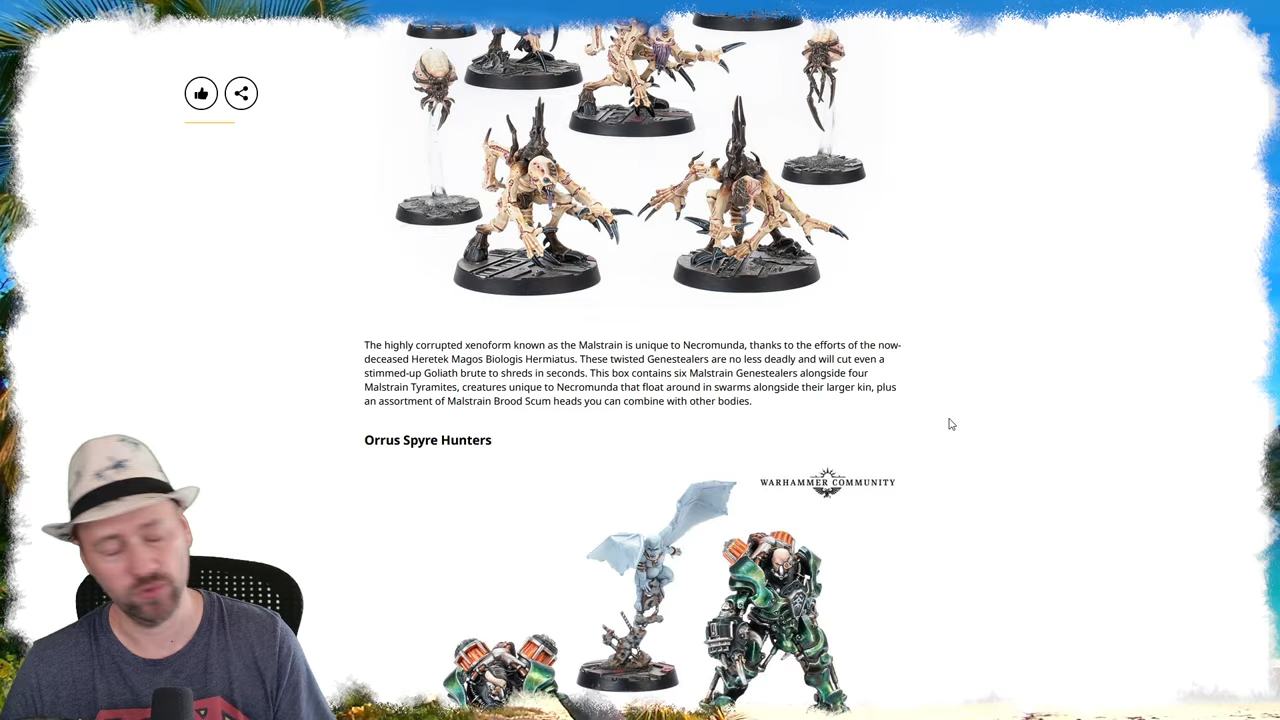 The highly corrupted xenoform known as the Malstrain is unique to Necromunda, thanks to the efforts of the now-
deceased Heretek Magos Biologis Hermiatus. These twisted Genestealers are no less deadly and will cut even a
stimmed-up Goliath brute to shreds in seconds. This box contains six Malstrain Genestealers alongside four
Malstrain Tyramites, creatures unique to Necromunda that float around in swarms alongside their larger kin, plus
an assortment of Malstrain Brood Scum heads you can combine with other bodies.
Orrus Spyre Hunters
WARHAMMER COMMUNITY